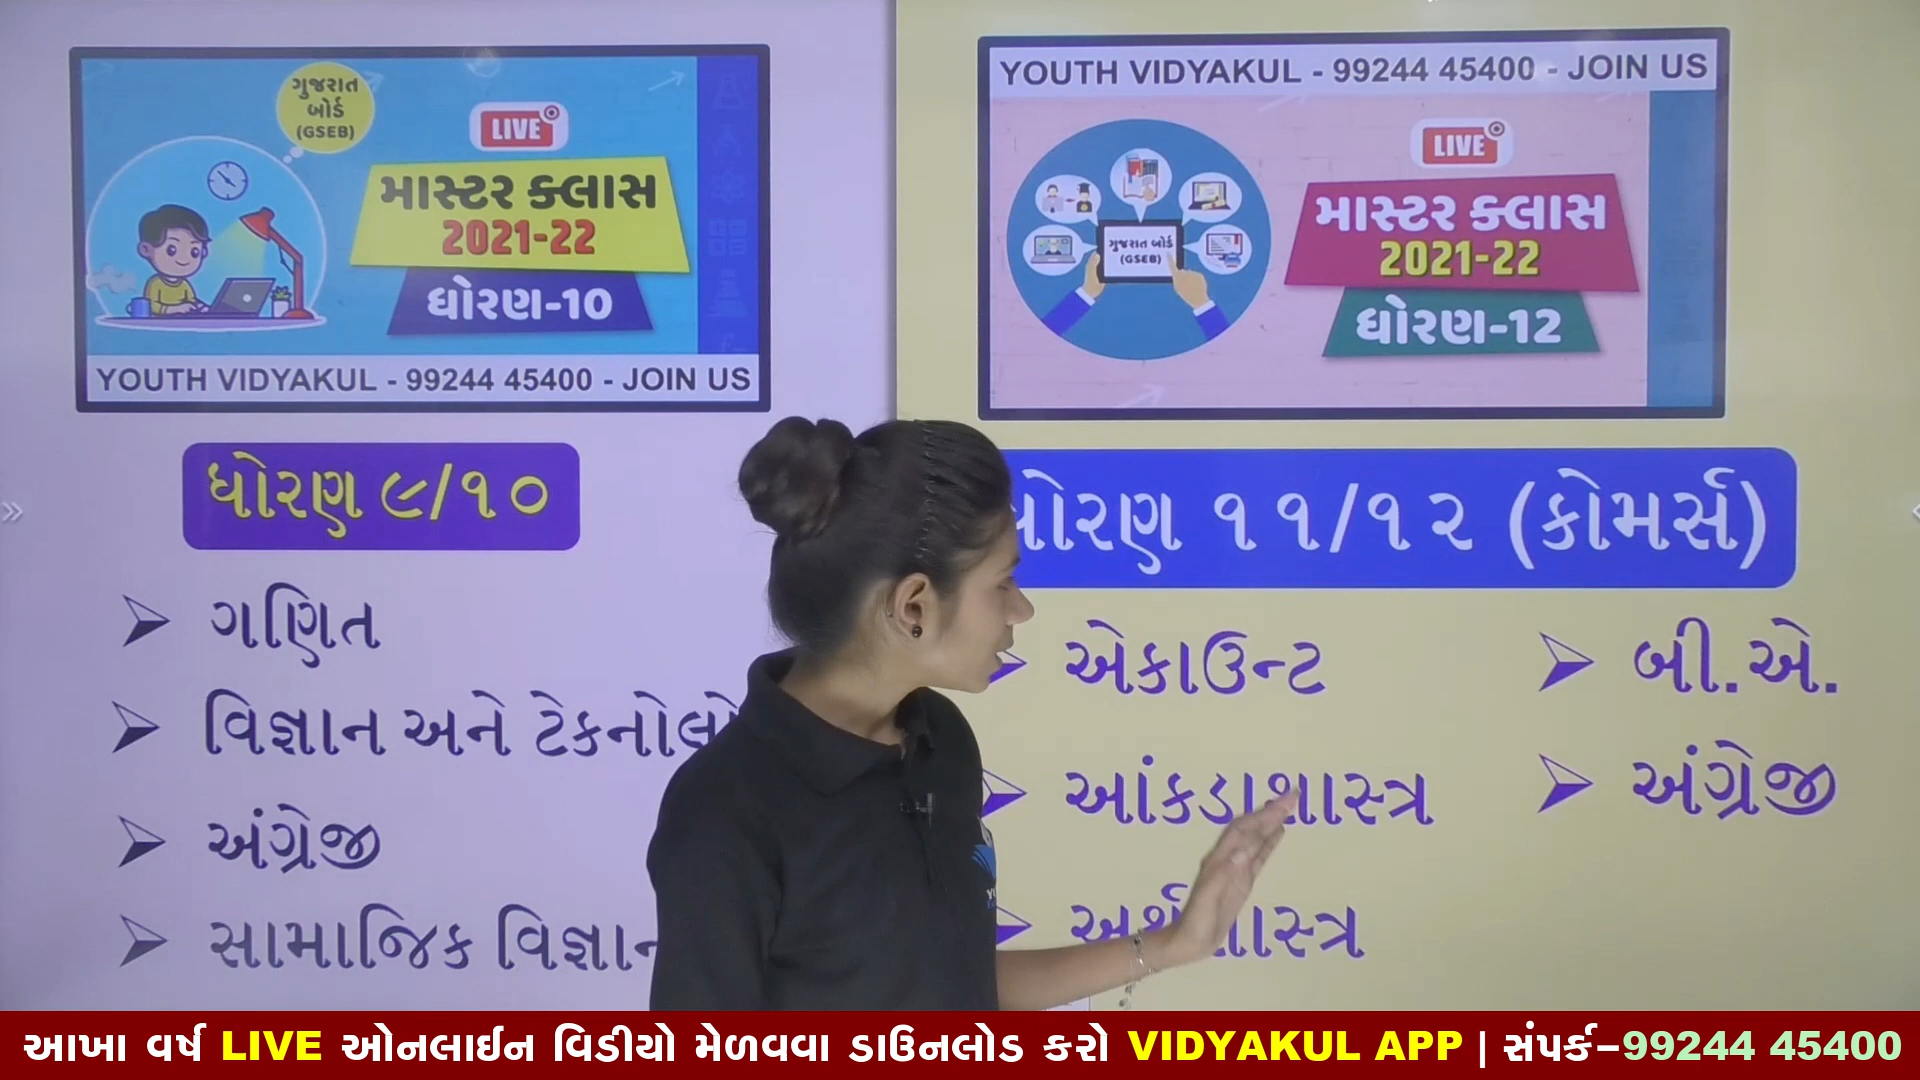 ગુજરાત
બોર્ડ
(GSEB)
LIVE
માસ્ટર ક્લાસ
2021-22
ધોરણ-10
YOUTH VIDYAKUL - 99244 45400 - JOIN US
ધોરણ ૯/૧૦
ગણિત
વિજ્ઞાન અને
અંગ્રેજી
સામાજિક
YOUTH VIDYAKUL - 99244 45400 - JOIN US
LIVE
ગુજરાત બોર્ડ
(GSEB)
માસ્ટર ક્લાસ
2021-22
ધોરણ-12
૧૧/૧૨ (કોમર્સ)
એકાઉન્ટ
આંકડાશાસ્ત્ર
અર્થશાસ્ત્ર
બી.એ.
અંગ્રેજી
આખા વર્ષ LIVE ઓનલાઈન વિડીયો મેળવવા ડાઉનલોડ કરો VIDYAKUL APP | સંપર્ક-99244 45400